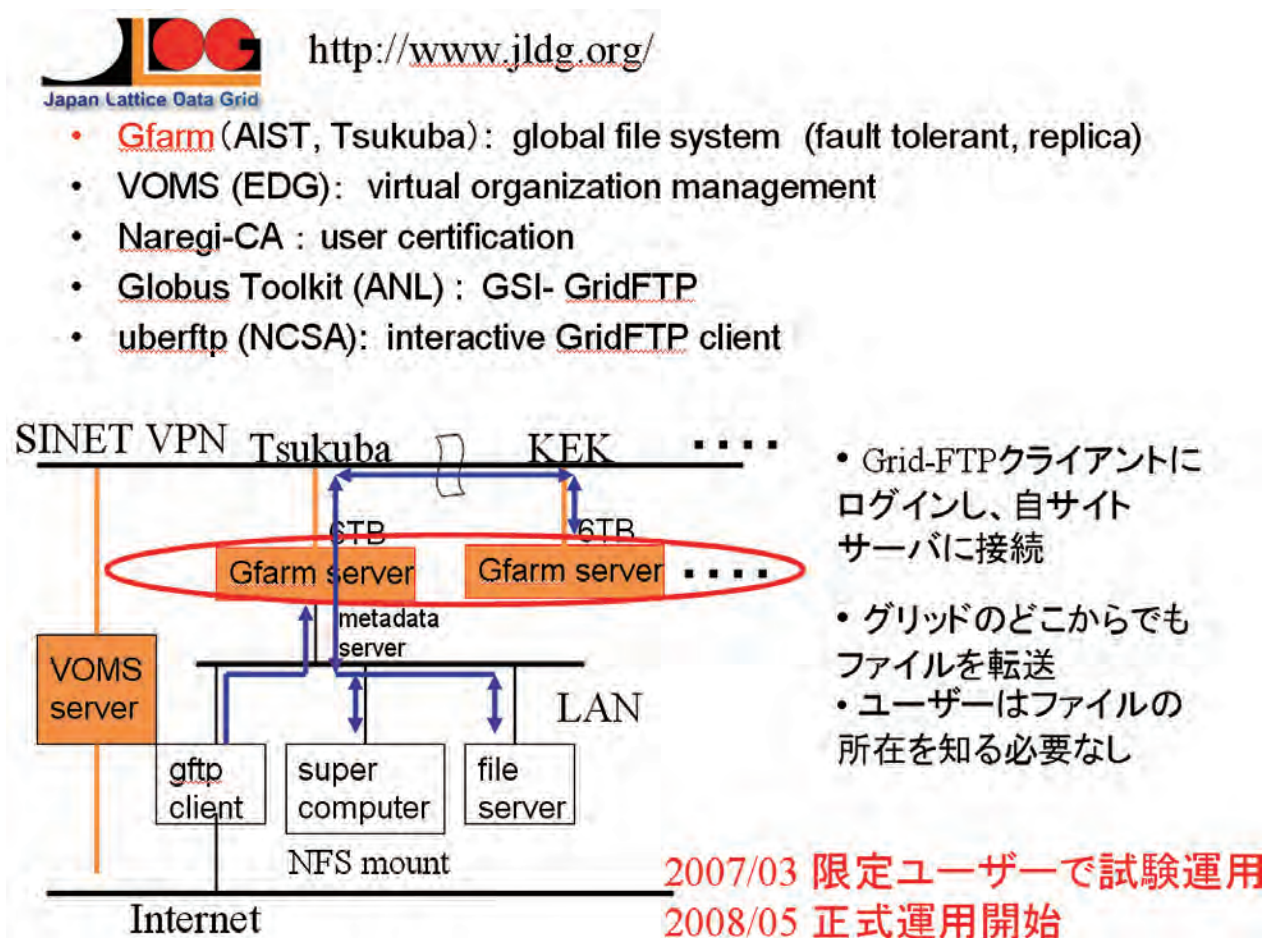 JLDG
Japan Lattice Data Grid
http://www.jldg.org/
• Gfarm（AIST, Tsukuba）: global file system (fault tolerant, replica)
• VOMS (EDG): virtual organization management
• Naregi-CA : user certification
• Globus Toolkit (ANL) : GSI- GridFTP
• uberftp (NCSA): interactive GridFTP client
SINET VPN
Tsukuba
KEK
6TB
6TB
Gfarm server
Gfarm server
metadata
server
VOMS
server
LAN
gftp
client
super
computer
file
server
NFS mount
Internet
• Grid-FTPクライアントに
ログインし、自サイト
サーバに接続
• グリッドのどこからでも
ファイルを転送
• ユーザーはファイルの
所在を知る必要なし
2007/03 限定ユーザーで試験運用
2008/05 正式運用開始